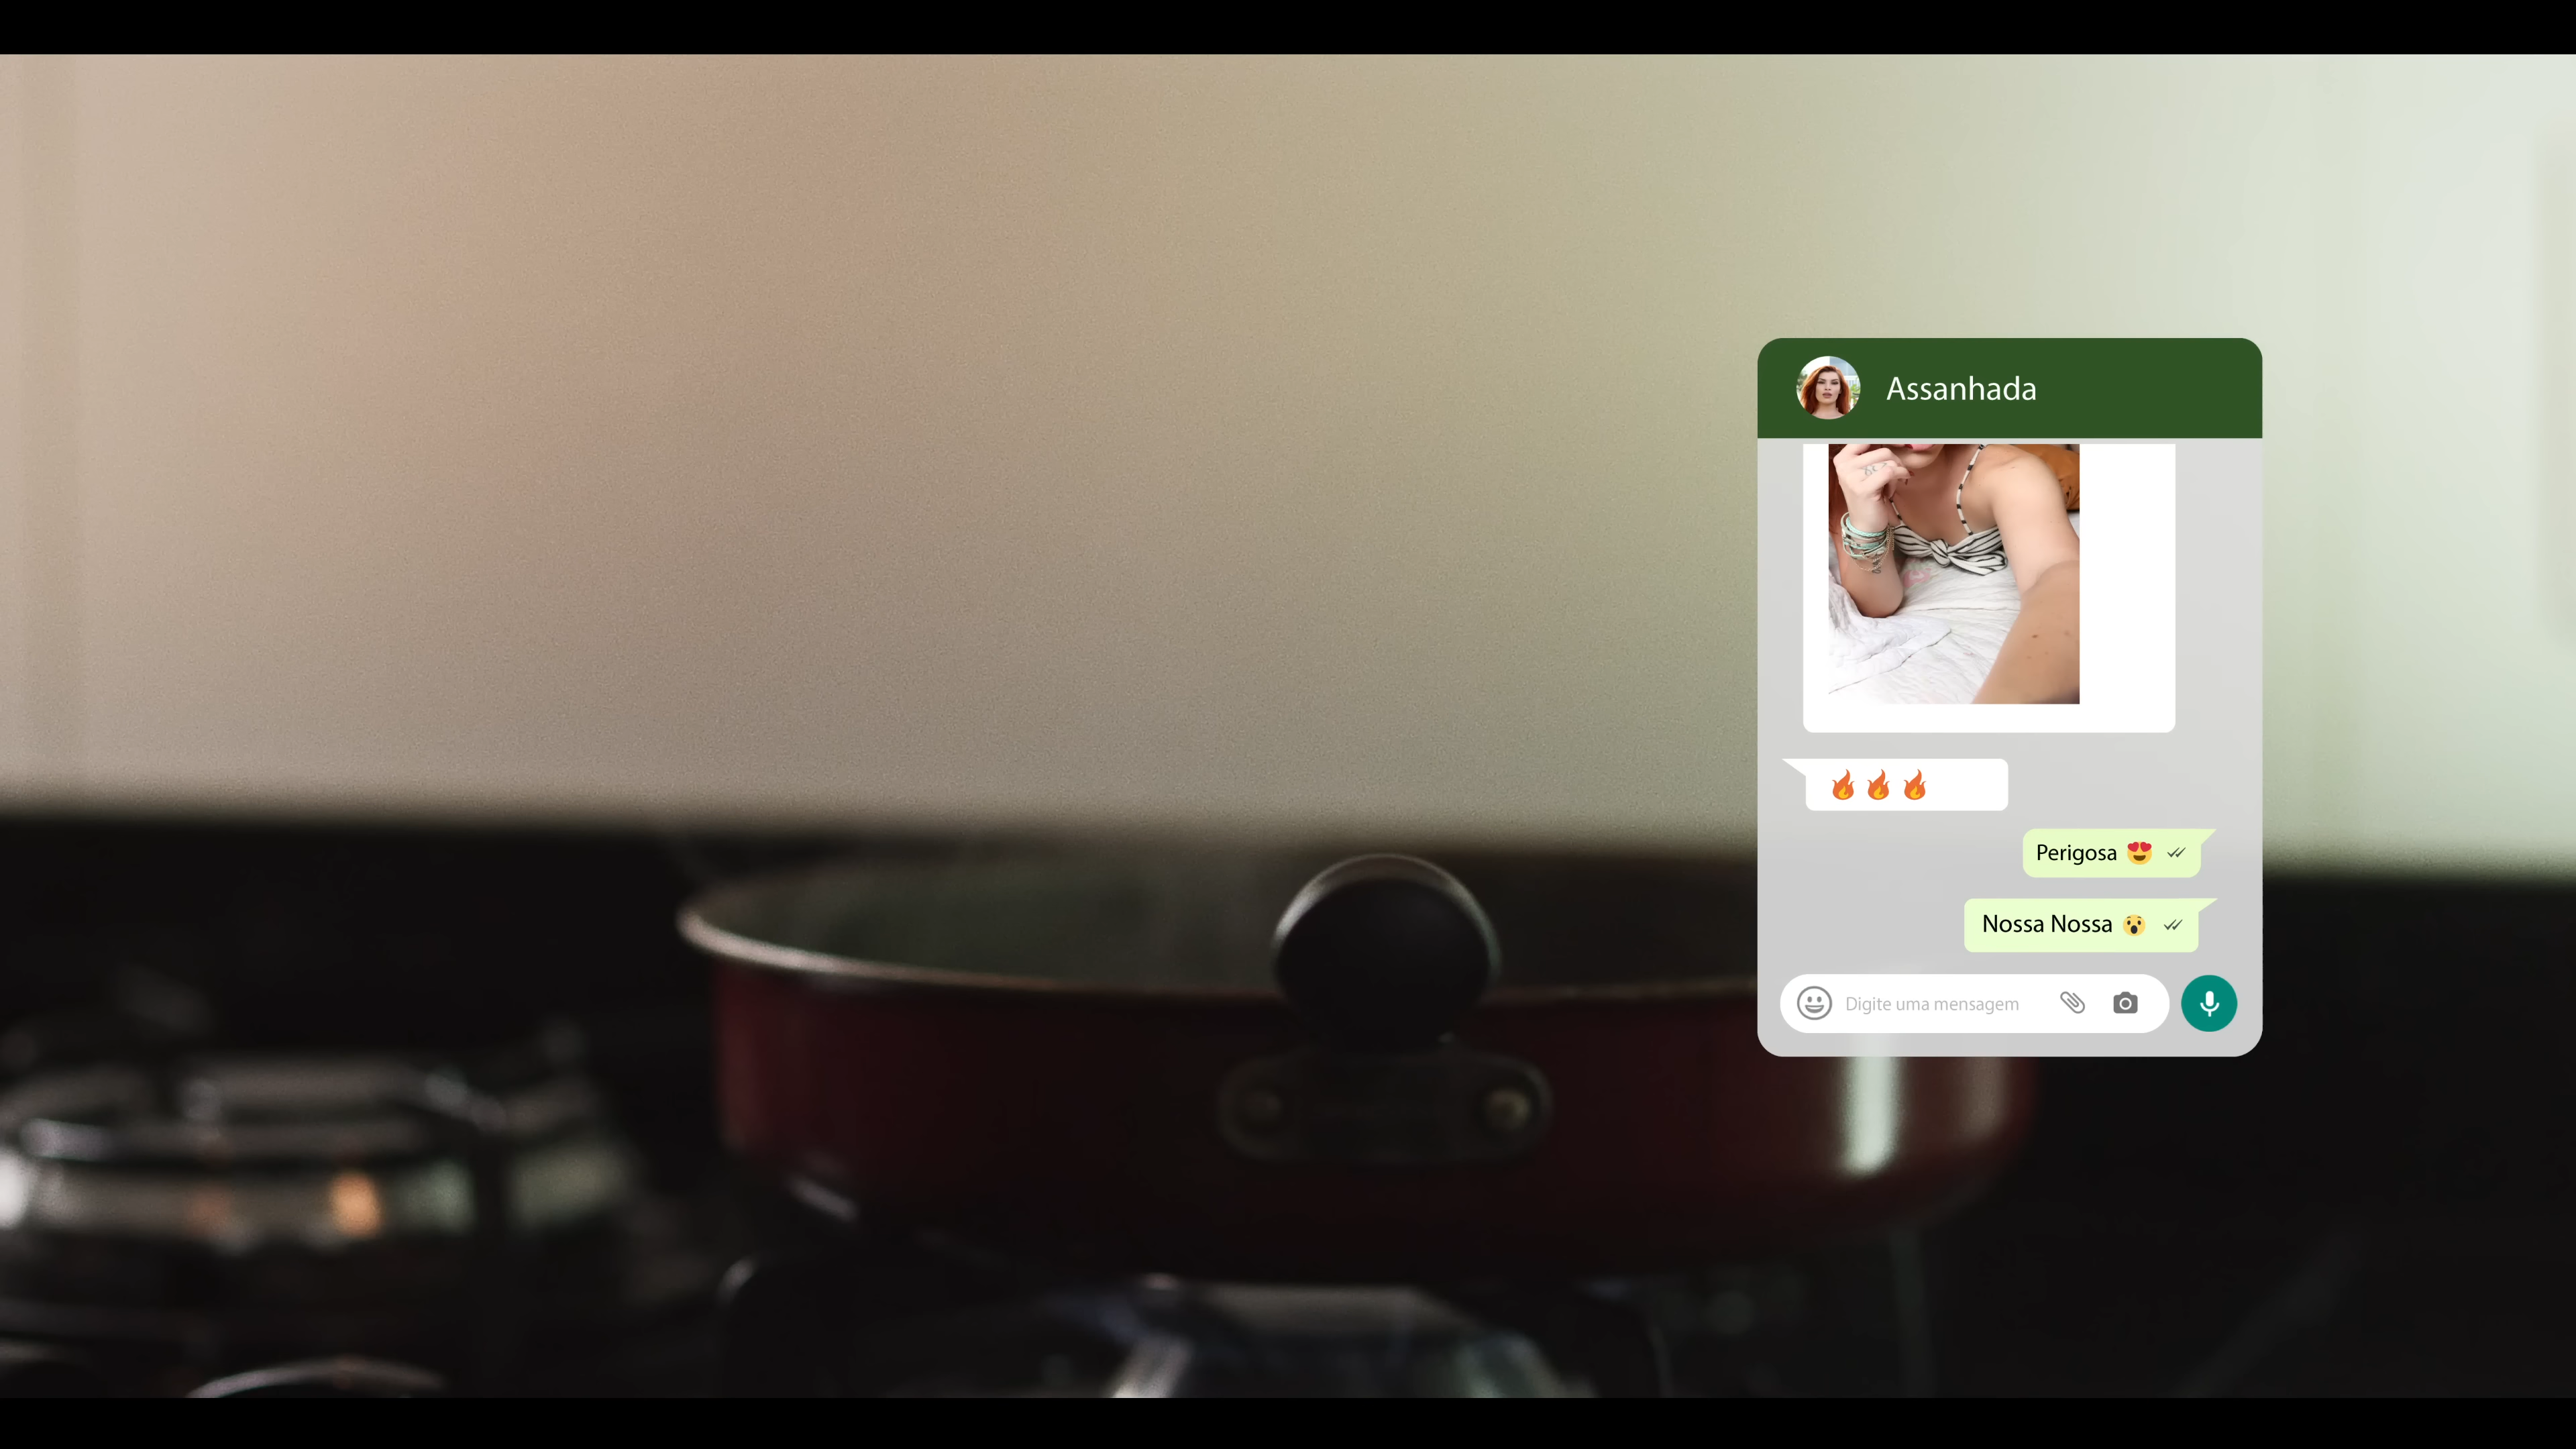 Assanhada
🔥 🔥 🔥
Perigosa 😍
Nossa Nossa 😮
Digite uma mensagem